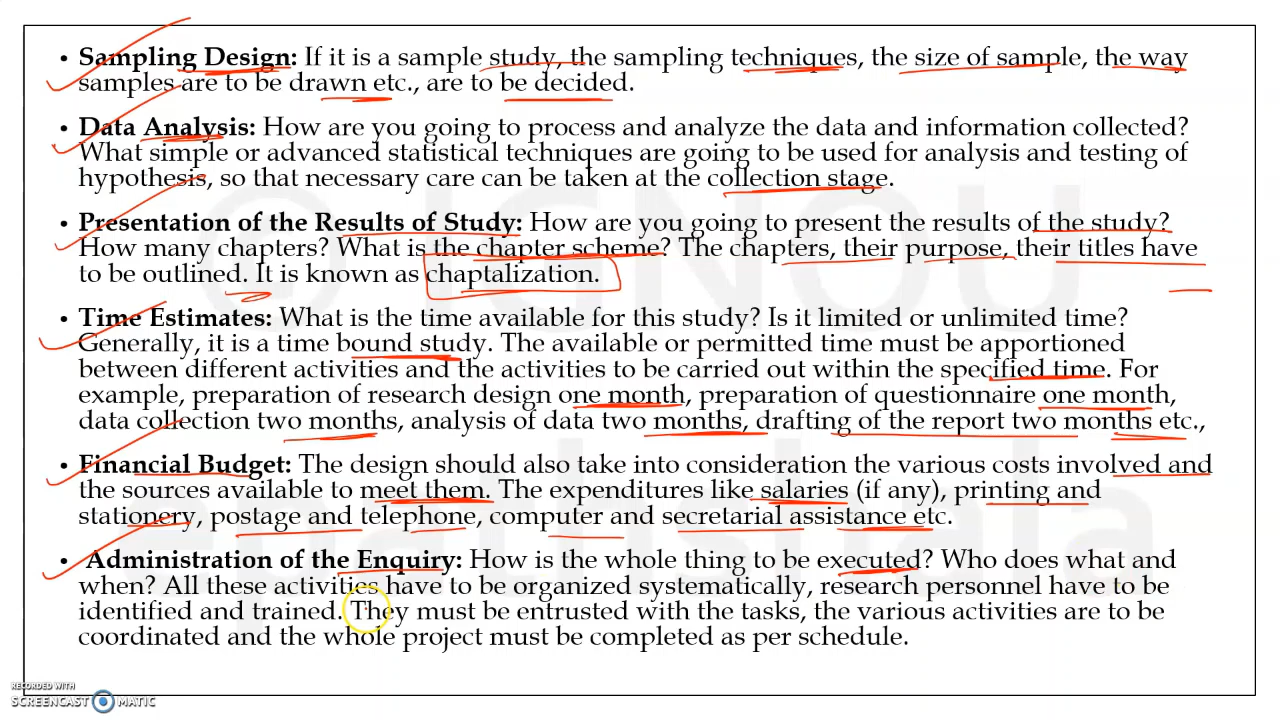 • Sampling Design: If it is a sample study, the sampling techniques, the size of sample, the way
samples are to be drawn etc., are to be decided.
• Data Analysis: How are you going to process and analyze the data and information collected?
What simple or advanced statistical techniques are going to be used for analysis and testing of
hypothesis, so that necessary care can be taken at the collection stage.
• Presentation of the Results of Study: How are you going to present the results of the study?
How many chapters? What is the chapter scheme? The chapters, their purpose, their titles have
to be outlined. It is known as chaptalization.
• Time Estimates: What is the time available for this study? Is it limited or unlimited time?
Generally, it is a time bound study. The available or permitted time must be apportioned
between different activities and the activities to be carried out within the specified time. For
example, preparation of research design one month, preparation of questionnaire one month,
data collection two months, analysis of data two months, drafting of the report two months etc.,
• Financial Budget: The design should also take into consideration the various costs involved and
the sources available to meet them. The expenditures like salaries (if any), printing and
stationery, postage and telephone, computer and secretarial assistance etc.
• Administration of the Enquiry: How is the whole thing to be executed? Who does what and
when? All these activities have to be organized systematically, research personnel have to be
identified and trained. They must be entrusted with the tasks, the various activities are to be
coordinated and the whole project must be completed as per schedule.
© IGNOU
epathshala
RECORDED WITH
SCREENCAST MATIC